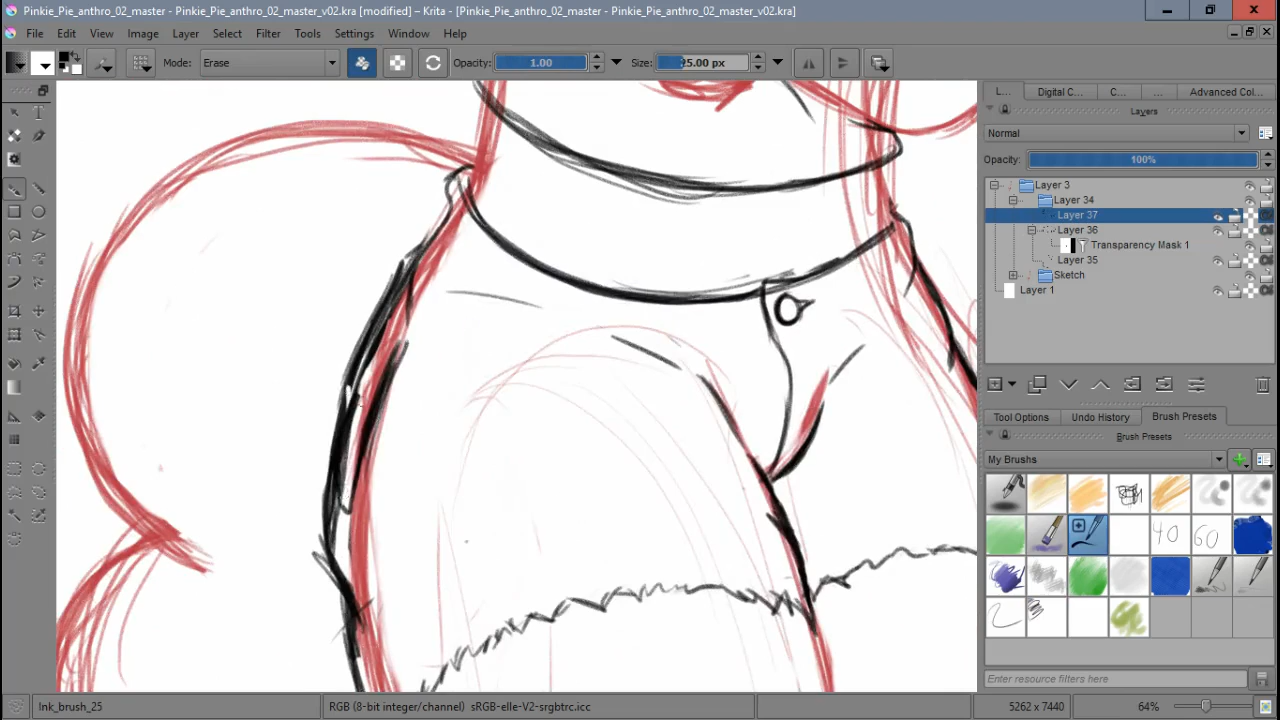 Pinkie_Pie_anthro_02_master - Pinkie_Pie_anthro_02_master_v02.kra [modified] - Krita - [Pinkie_Pie_anthro_02_master - Pinkie_Pie_anthro_02_master_v02.kra]
File Edit View Image Layer Select Filter Tools Settings Window Help
Mode: Erase Opacity: 1.00 Size: 25.00 px
L... Digital C... C... ... Advanced Col...
Layers
Normal
Opacity: 100%
Layer 3
Layer 34
Layer 37
Layer 36
Transparency Mask 1
Layer 35
Sketch
Layer 1
Tool Options Undo History Brush Presets
Brush Presets
My Brushes
40 60
Enter resource filters here
Ink_brush_25 RGB (8-bit integer/channel) sRGB-elle-V2-srgbtrc.icc 5262 x 7440 64%